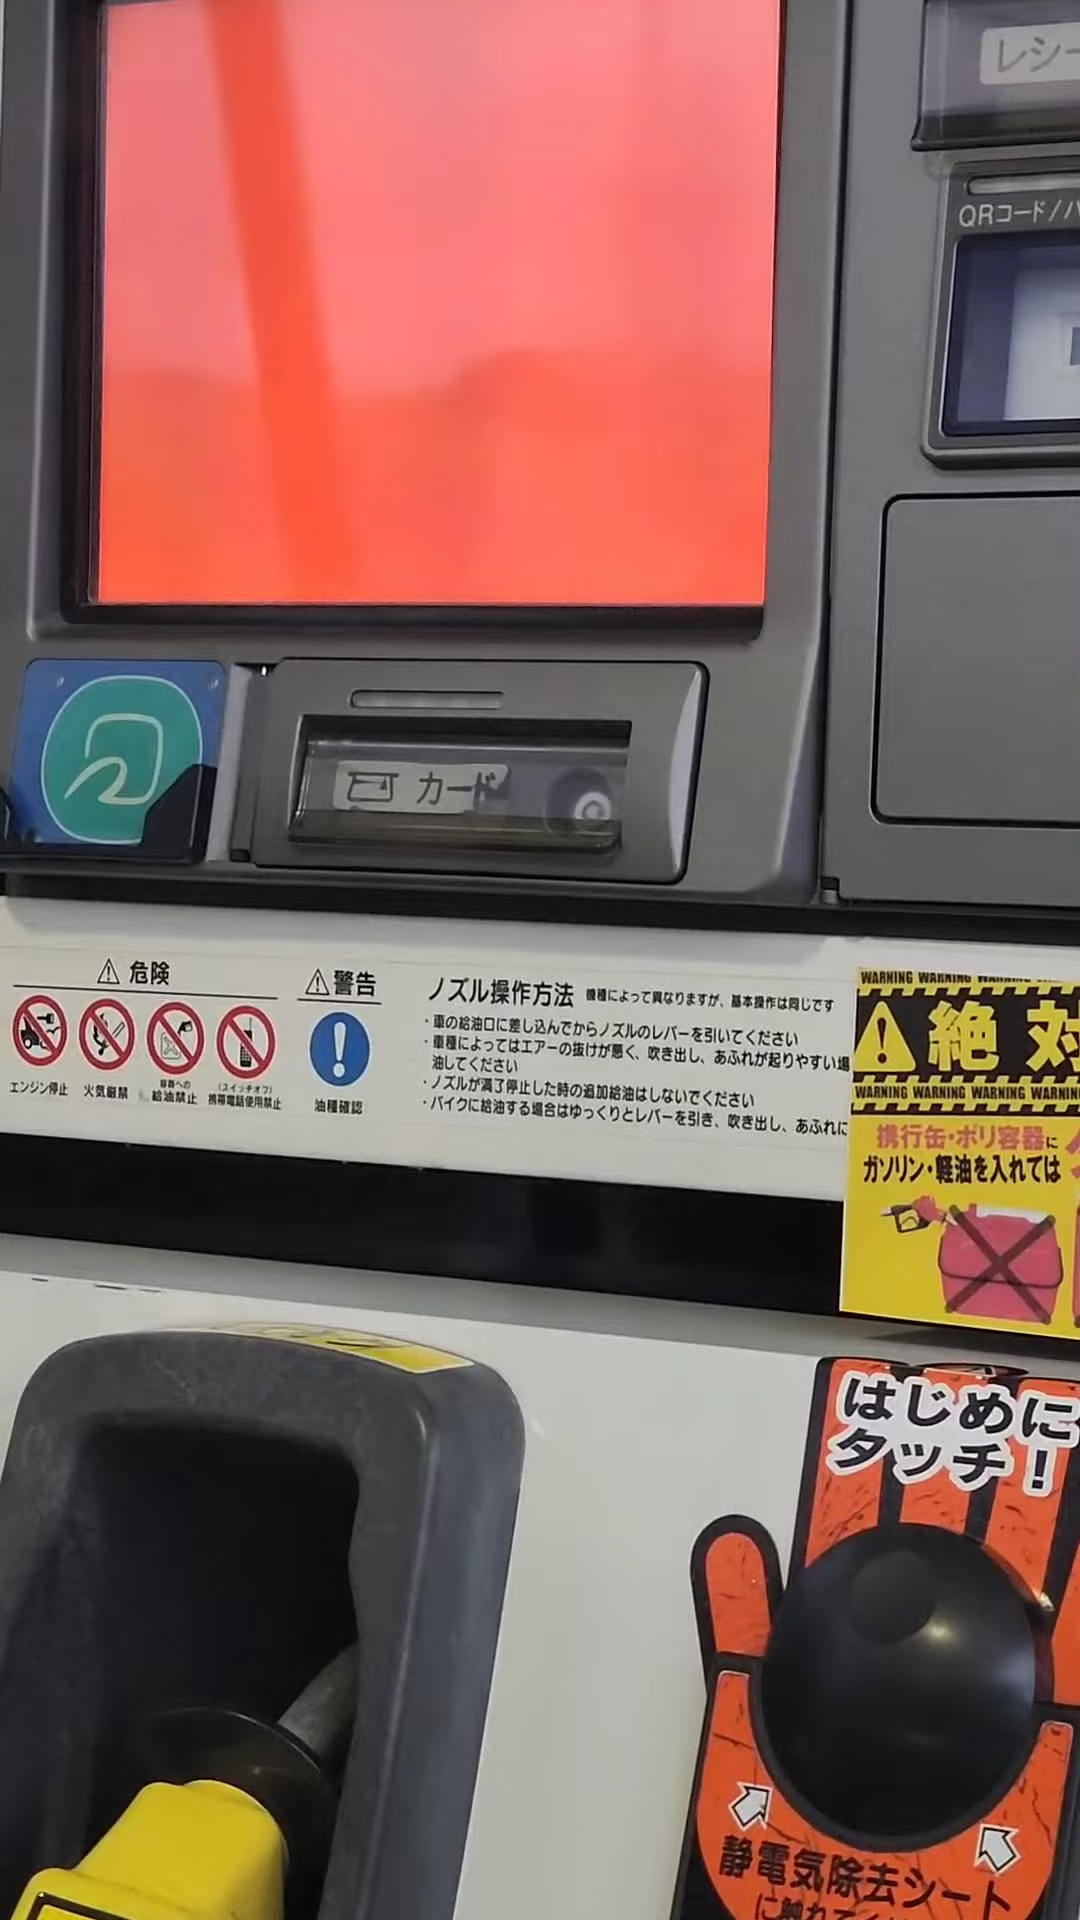 レシー
QRコード/バ
カード
⚠ 危険
エンジン停止
火気厳禁
容器への
給油禁止
(スイッチオフ)
携帯電話使用禁止
⚠警告
油種確認
ノズル操作方法 機種によって異なりますが、基本操作は同じです
・車の給油口に差し込んでからノズルのレバーを引いてください
・車種によってはエアーの抜けが悪く、吹き出し、あふれが起りやすい場
油してください
・ノズルが満了停止した時の追加給油はしないでください
・バイクに給油する場合はゆっくりとレバーを引き、吹き出し、あふれに
WARNING WARNING WARNING WARNING
絶対
WARNING WARNING WARNING WARNING
携行缶・ポリ容器に
ガソリン・軽油を入れては
はじめに
タッチ！
静電気除去シート
に触れて